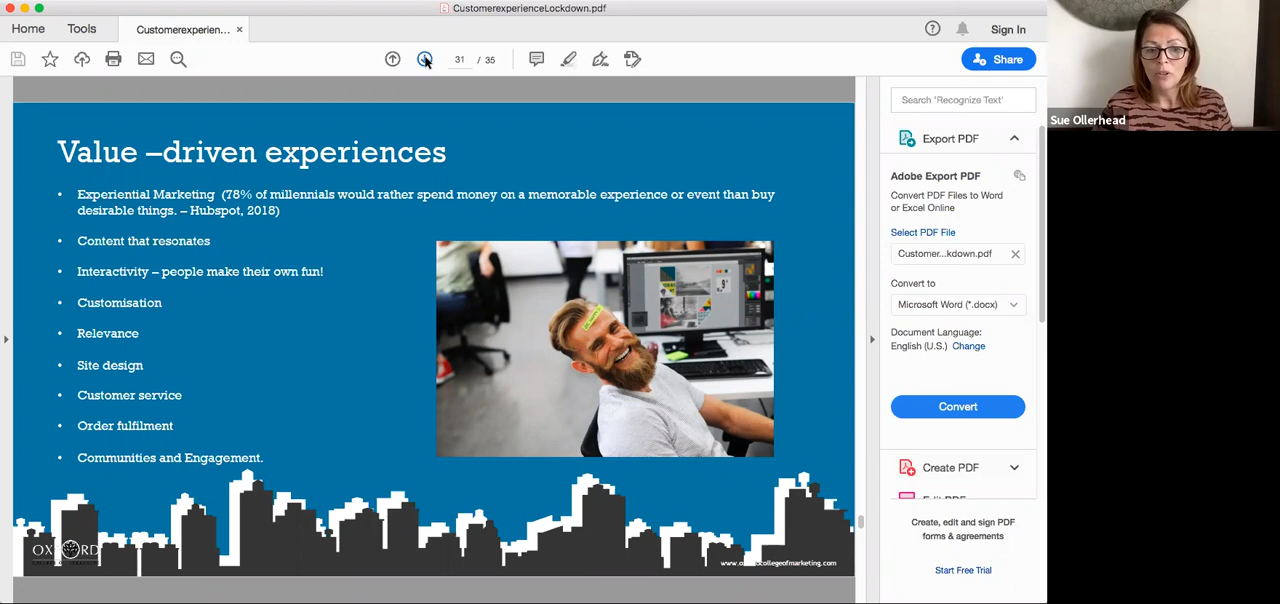 CustomerexperienceLockdown.pdf
Home Tools Customerexperien... × Sign In
31 / 35 Share
Sue Ollerhead
Value –driven experiences
• Experiential Marketing (78% of millennials would rather spend money on a memorable experience or event than buy
desirable things. – Hubspot, 2018)
• Content that resonates
• Interactivity – people make their own fun!
• Customisation
• Relevance
• Site design
• Customer service
• Order fulfilment
• Communities and Engagement.
OXFORD
Search 'Recognize Text'
Export PDF
Adobe Export PDF
Convert PDF Files to Word
or Excel Online
Select PDF File
Customer...kdown.pdf
Convert to
Microsoft Word (*.docx)
Document Language:
English (U.S.) Change
Convert
Create PDF
Edit PDF
Create, edit and sign PDF
forms & agreements
Start Free Trial